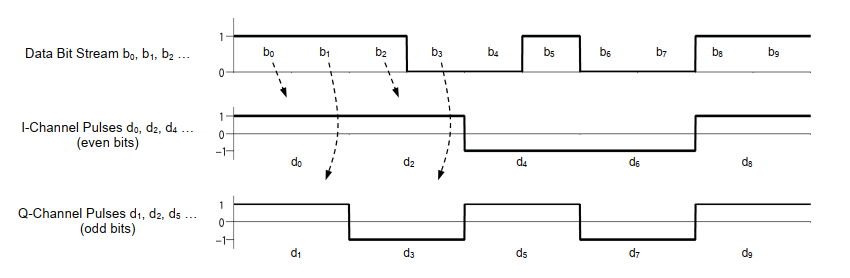 Data Bit Stream b₀, b₁, b₂ ...
1
0
b₀ b₁ b₂ b₃ b₄ b₅ b₆ b₇ b₈ b₉
I-Channel Pulses d₀, d₂, d₄ ...
(even bits)
1
0
−1
d₀ d₂ d₄ d₆ d₈
Q-Channel Pulses d₁, d₂, d₅ ...
(odd bits)
1
0
−1
d₁ d₃ d₅ d₇ d₉